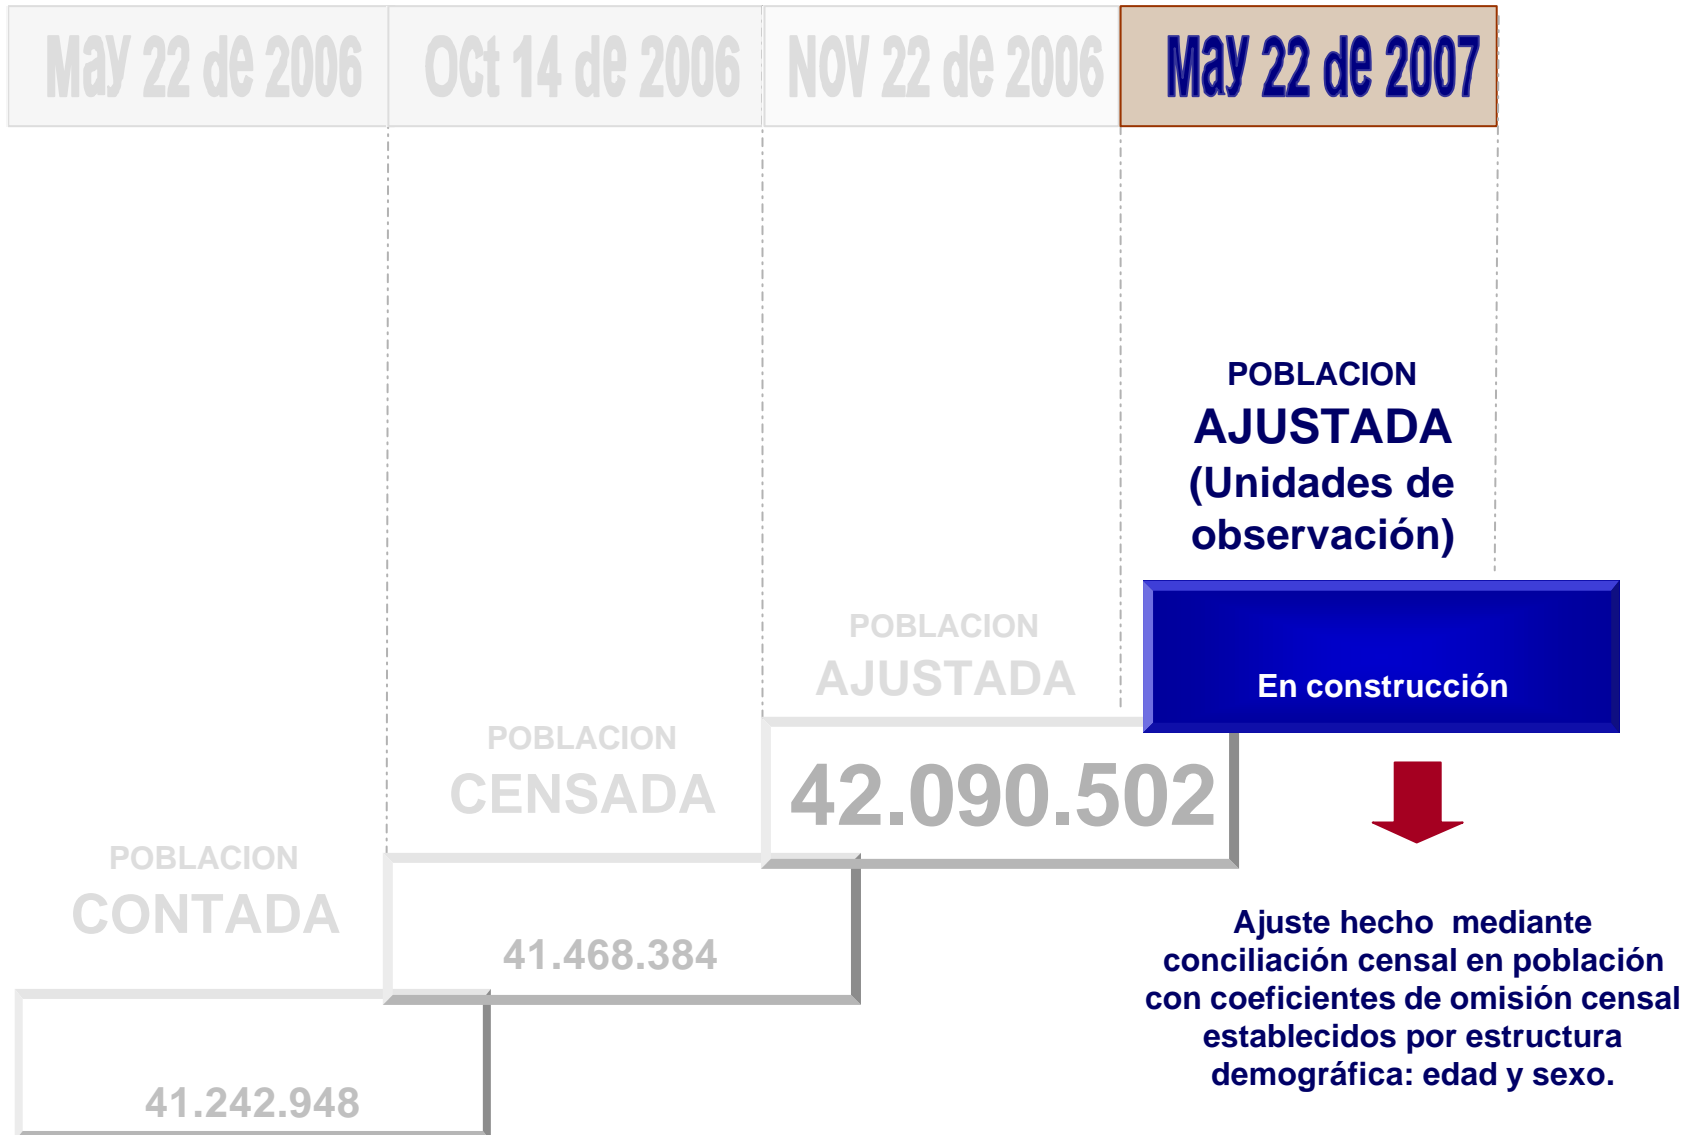 May 22 de 2006
Oct 14 de 2006
Nov 22 de 2006
May 22 de 2007
POBLACION
AJUSTADA
(Unidades de
observación)
En construcción
POBLACION
AJUSTADA
42.090.502
POBLACION
CENSADA
41.468.384
POBLACION
CONTADA
41.242.948
Ajuste hecho mediante
conciliación censal en población
con coeficientes de omisión censal
establecidos por estructura
demográfica: edad y sexo.